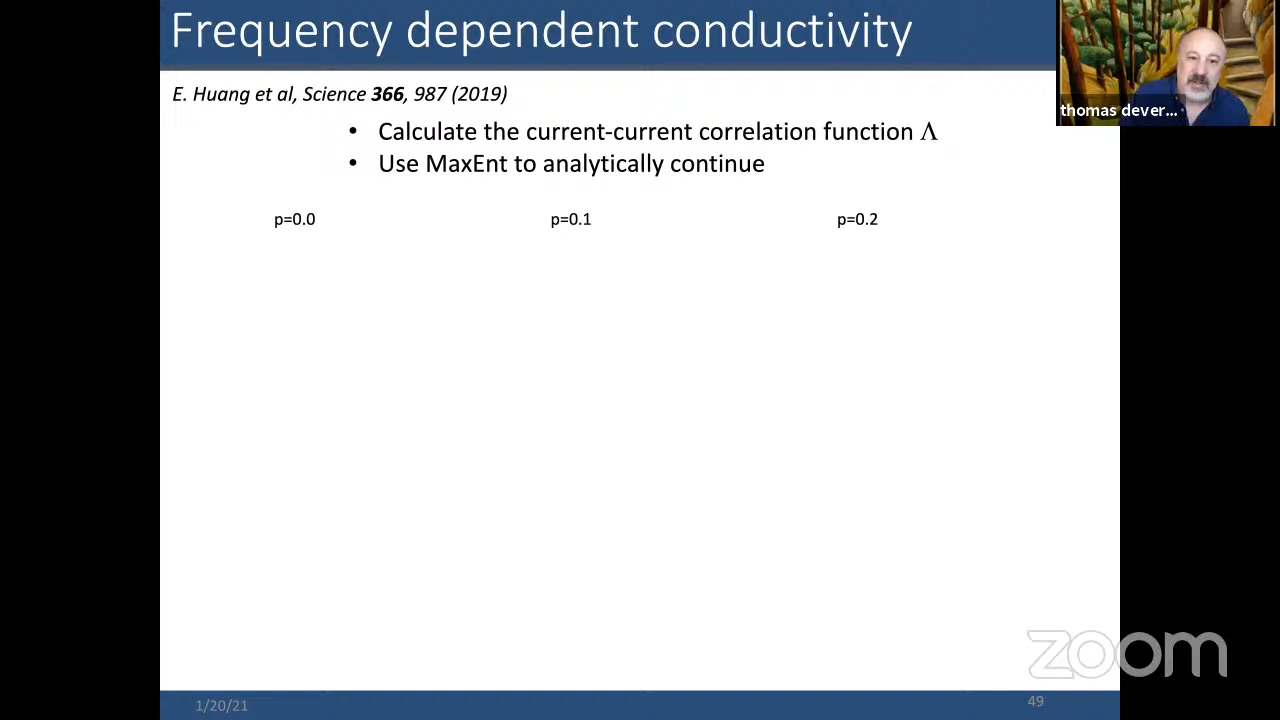 Frequency dependent conductivity
thomas dever...
E. Huang et al, Science 366, 987 (2019)
• Calculate the current-current correlation function Λ
• Use MaxEnt to analytically continue
p=0.0 p=0.1 p=0.2
zoom
1/20/21 49